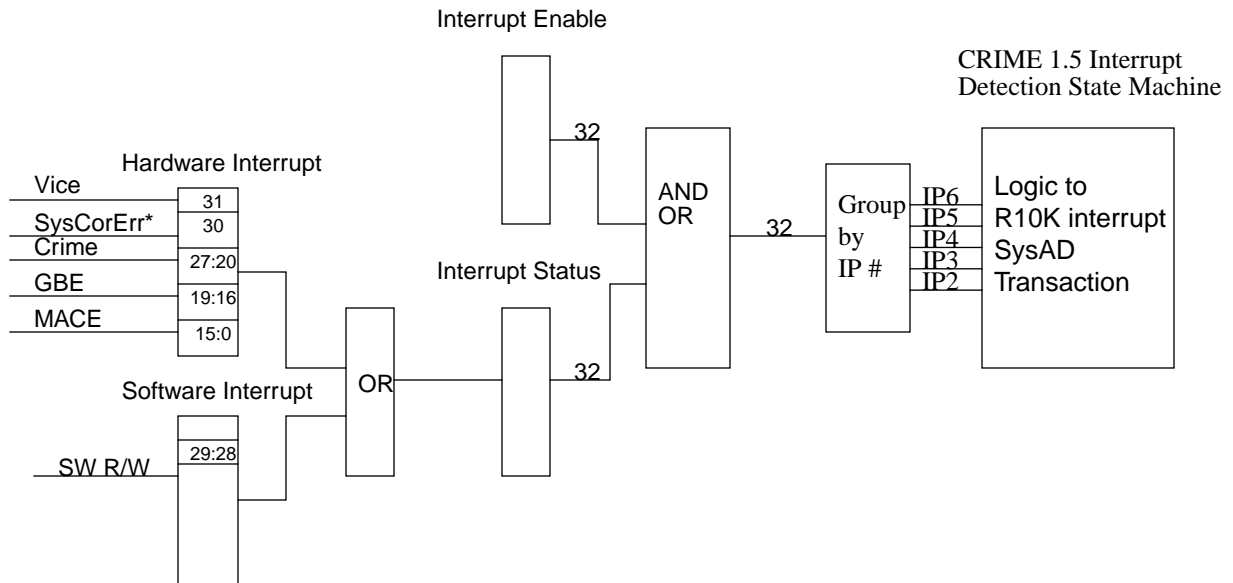 Interrupt Enable
CRIME 1.5 Interrupt
Detection State Machine
32
Hardware Interrupt
Vice
31
SysCorErr*
30
Crime
27:20
GBE
19:16
MACE
15:0
AND
OR
32
Group
by
IP #
IP6
IP5
IP4
IP3
IP2
Logic to
R10K interrupt
SysAD
Transaction
Interrupt Status
32
OR
Software Interrupt
29:28
SW R/W